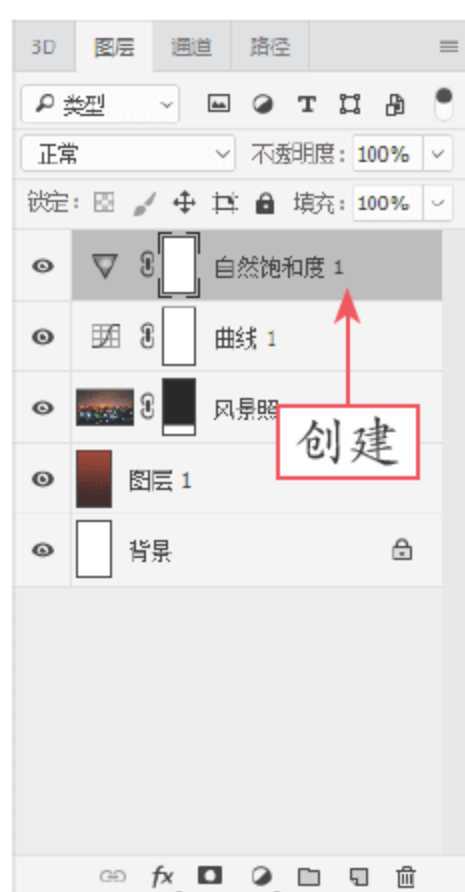 3D 图层 通道 路径
类型 T
正常 不透明度: 100%
锁定: 填充: 100%
自然饱和度 1
曲线 1
风景照
创建
图层 1
背景
fx